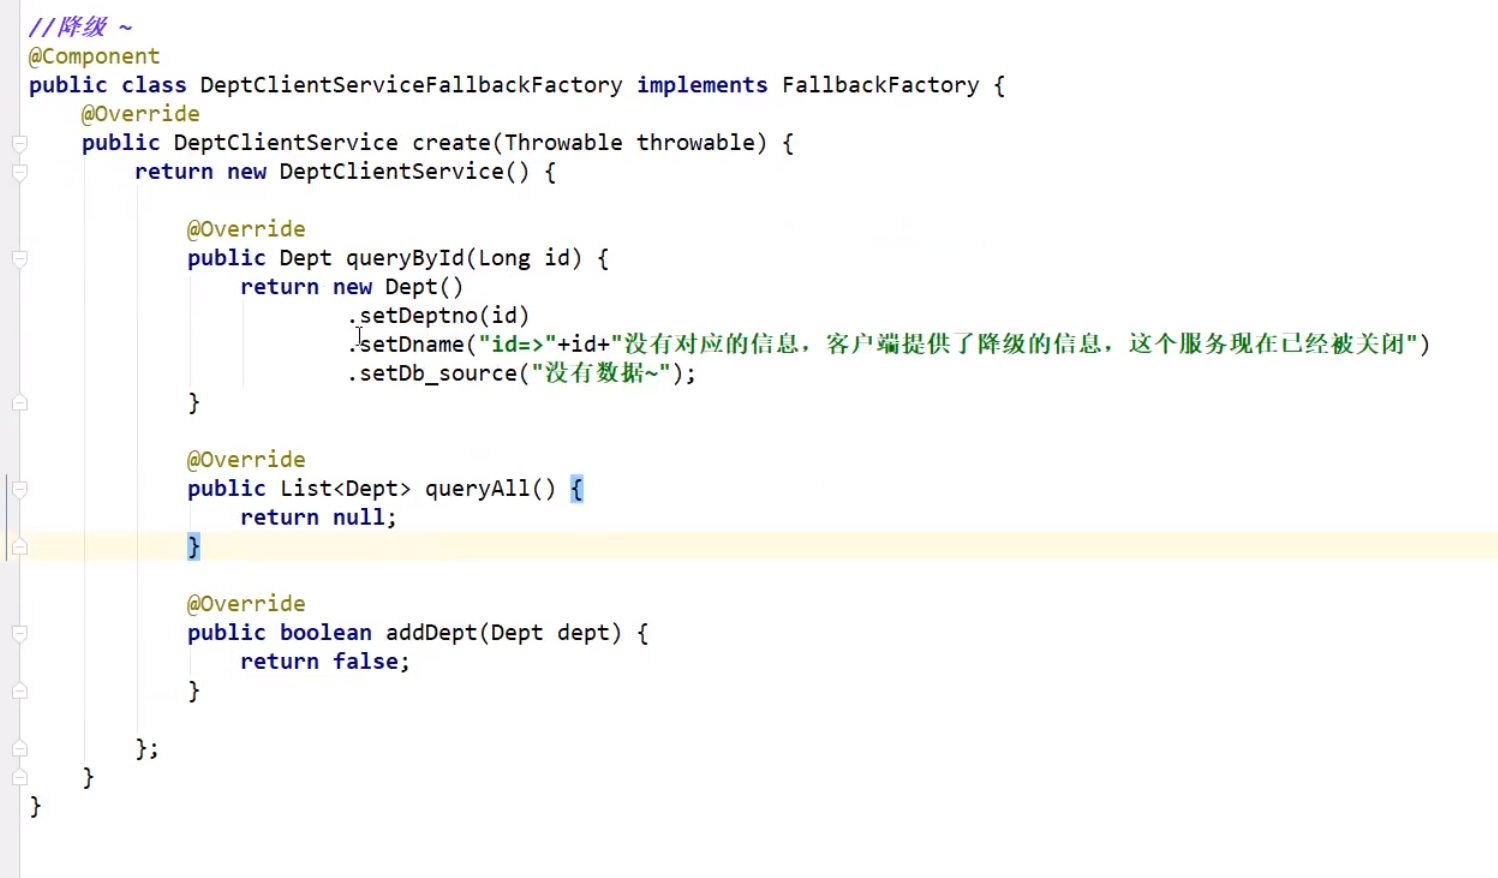 //降级 ~
@Component
public class DeptClientServiceFallbackFactory implements FallbackFactory {
@Override
public DeptClientService create(Throwable throwable) {
return new DeptClientService() {
@Override
public Dept queryById(Long id) {
return new Dept()
.setDeptno(id)
.setDname("id=>"+id+"没有对应的信息，客户端提供了降级的信息，这个服务现在已经被关闭")
.setDb_source("没有数据~");
}
@Override
public List<Dept> queryAll() {
return null;
}
@Override
public boolean addDept(Dept dept) {
return false;
}
};
}
}